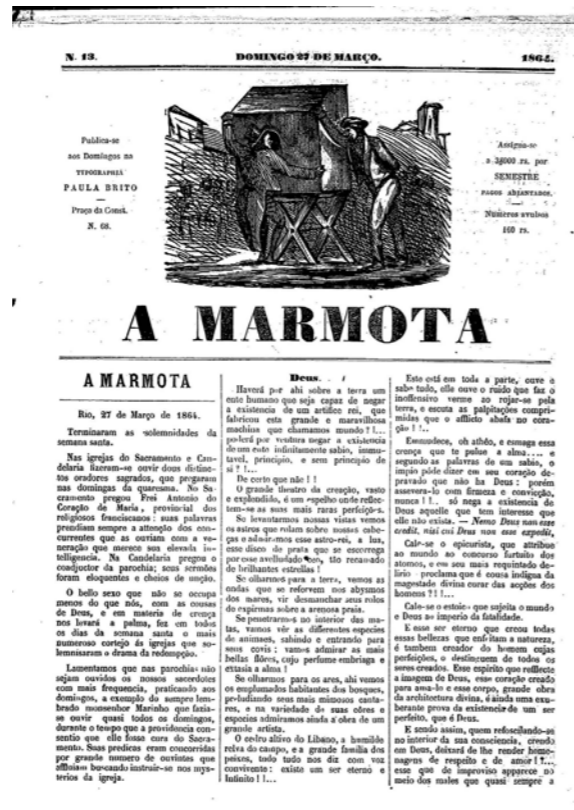 N. 13.
DOMINGO 27 DE MARÇO.
1864.
Publica-se
aos Domingos na
TYPOGRAPHIA
PAULA BRITO
Praça da Const.
N. 68.
Assigna-se
a 3$000 rs. por
SEMESTRE
PAGOS ADIANTADOS.
Numeros avulsos
160 rs.
A MARMOTA
A MARMOTA
Rio, 27 de Março de 1864.
Terminaram as solemnidades da
semana santa.
Nas igrejas do Sacramento e Can-
delaria fizeram-se ouvir dous distinc-
tos oradores sagrados, que pregaram
nas domingas da quaresma. No Sa-
cramento pregou Frei Antonio do
Coração de Maria, provincial dos
religiosos franciscanos: suas palavras
prendiam sempre a attenção dos con-
currentes que as ouviam com a ve-
neração que merece sua elevada in-
telligencia. Na Candelaria pregou o
coadjuctor da parochia; seus sermões
foram eloquentes e cheios de uncção.
O bello sexo que não se occupa
menos do que nós, com as cousas
de Deus, e em materia de crença
nos levará a palma, fez em todos
os dias da semana santa o mais
numeroso cortejo ás igrejas que so-
lemnisaram o drama da redempção.
Lamentamos que nas parochias não
sejam ouvidos os nossos sacerdotes
com mais frequencia, praticando aos
domingos, a exemplo do sempre lem-
brado monsenhor Marinho que fazia-
se ouvir quasi todos os domingos,
durante o tempo que a providencia con-
sentio que elle fosse cura do Sacra-
mento. Suas predicas eram concorridas
por grande numero de ouvintes que
affluiam buscando instruir-se nos mys-
terios da igreja.
Deus.
Haverá por ahi sobre a terra um
ente humano que seja capaz de negar
a existencia de um artifice rei, que
fabricou esta grande e maravilhosa
machina que chamamos mundo?!...
poderá por ventura negar a existencia
de um ente infinitamente sabio, immu-
tavel, principio, e sem principio de
si?!...
De certo que não!!
O grande theatro da creação, vasto
e explendido, é um espelho onde reflec-
tem-se as suas mais raras perfeições.
Se levantarmos nossas vistas vemos
os astros que rolam sobre nossas cabe-
ças e admiramos esse astro-rei, a lua,
esse disco de prata que se escorrega
por esse avelludado ceu, tão recamado
de brilhantes estrellas!
Se olharmos para a terra, vemos as
ondas que se refervem nos abysmos
dos mares, vir desmanchar seus rolos
de espumas sobre a arenosa praia.
Se penetrarmos no interior das ma-
tas, vamos vêr as differentes especies
de animaes, sahindo e entrando para
seus covis: vamos admirar as mais
bellas flôres, cujo perfume embriaga e
extasia a alma!
Se olharmos para os ares, ahi vemos
os emplumados habitantes dos bosques,
preludiando seus mais mimosos canta-
res, e na variedade de suas côres e
especies admiramos ainda a obra de um
grande artista.
O cedro altivo do Libano, a humilde
relva do campo, e a grande familia dos
peixes, tudo tudo nos diz com voz
convivente: existe um ser eterno e
Infinito!!...
Este está em toda a parte, ouve e
sabe tudo, elle ouve o ruido que faz o
inoffensivo verme ao rojar-se pela
terra, e escuta as palpitações compri-
midas que o afflicto abafa no cora-
ção!!...
Emmudece, oh athêo, e esmaga essa
crença que te polue a alma.... e
segundo as palavras de um sabio, o
impio póde dizer em seu coração de-
pravado que não ha Deus: porém
assevera-lo com firmeza e convicção,
nunca!!.. só nega a existencia de
Deus aquelle que tem interesse que
elle não exista. — Nemo Deus non esse
credit, nisi cui Deus non esse expedit,
Cale-se o epicurista, que attribue
ao mundo ao concurso furtuito dos
atomos, e em seu mais requintado de-
lirio proclama que é cousa indigna da
magestade divina curar das acções dos
homens?!!...
Cale-se o estoico que sujeita o mundo
e Deus ao imperio da fatalidade.
E esse ser eterno que creou todas
essas bellezas que enfeitam a natureza,
é tambem creador do homem cujas
perfeições, o destinguem de todos os
seres creados. Esse espirito que reflecte
a imagem de Deus, esse coração creado
para ama-lo e esse corpo, grande obra
da architectura divina, é ainda uma exu-
berante prova da existencia de um ser
perfeito, que é Deus.
E sendo assim, quem refoscillando-se
no interior da sua consciencia, crendo
em Deus, deixará de lhe render home-
nagens de respeito e de amor!!...
esse que de improviso apparece no
meio dos males que quasi sempre a